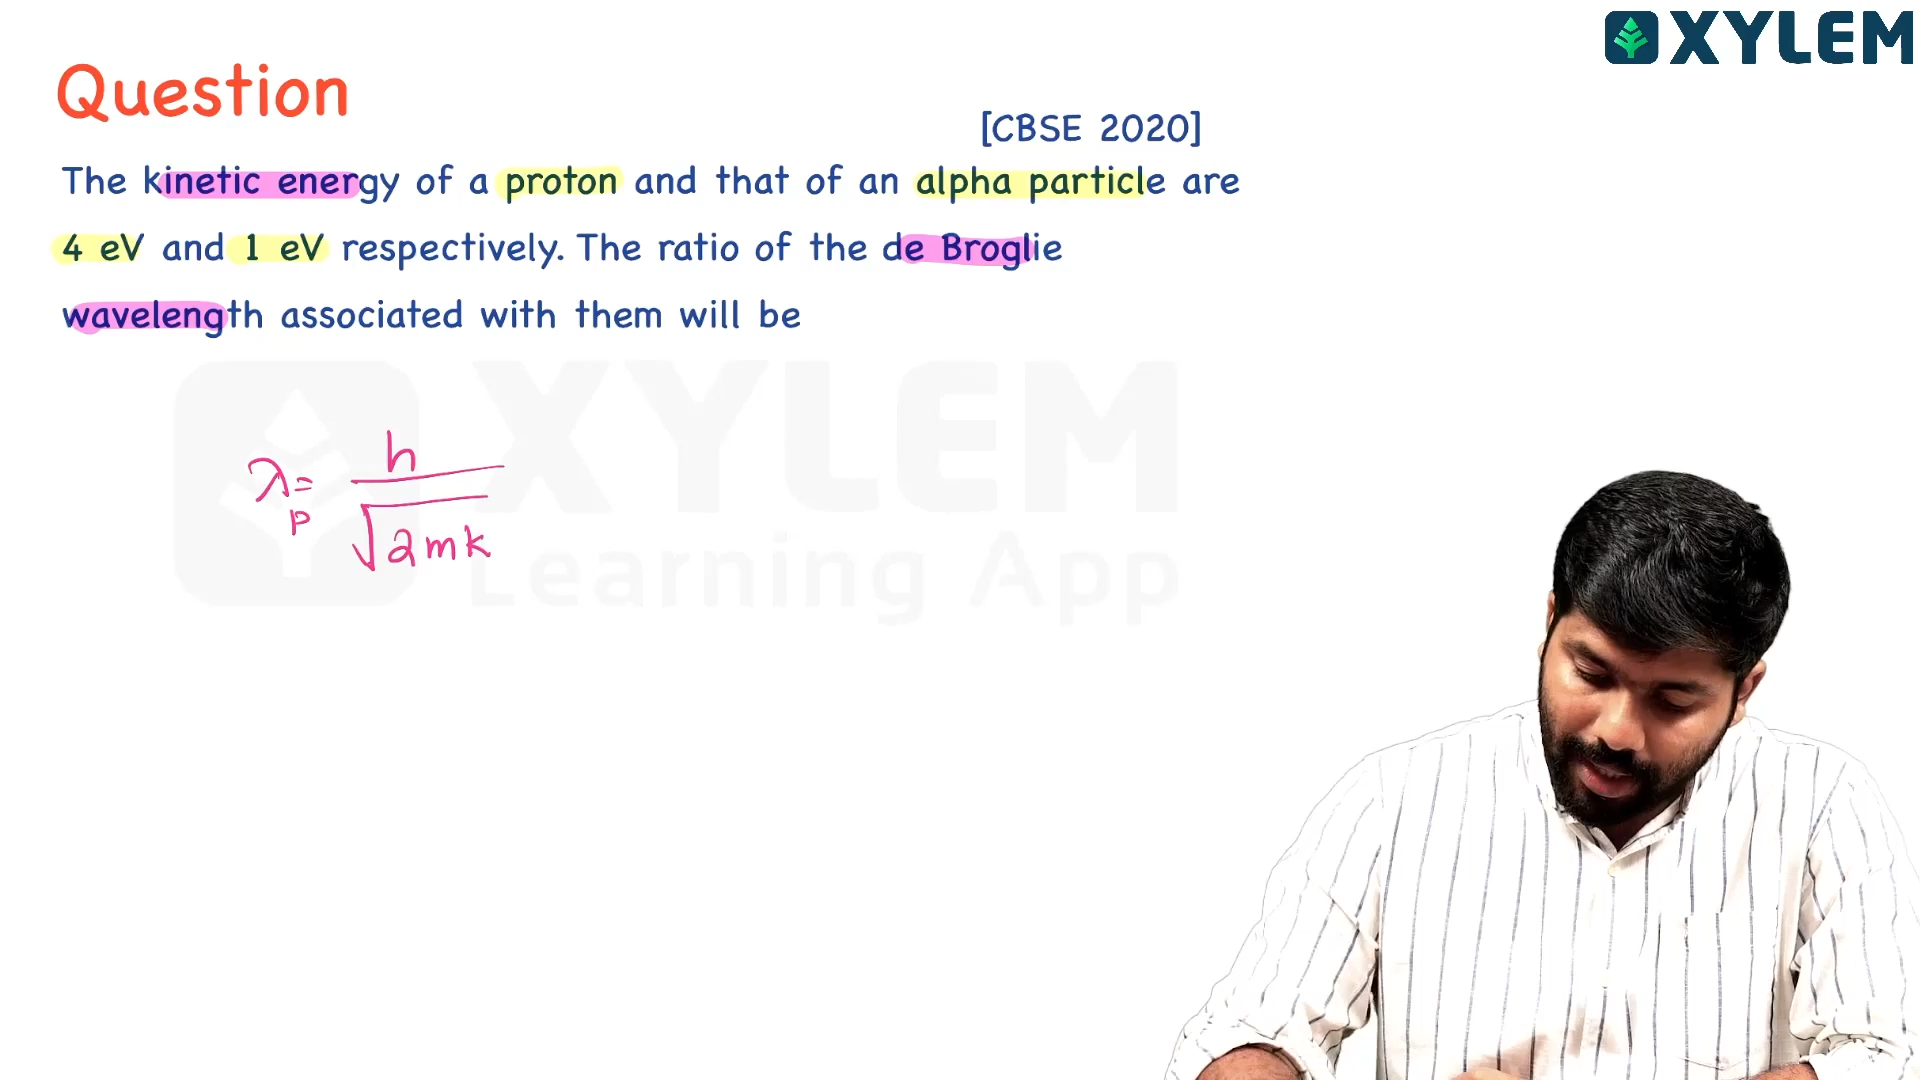 XYLEM
Question
[CBSE 2020]
The kinetic energy of a proton and that of an alpha particle are
4 eV and 1 eV respectively. The ratio of the de Broglie
wavelength associated with them will be
XYLEM
Learning App
λp = h / √2mk